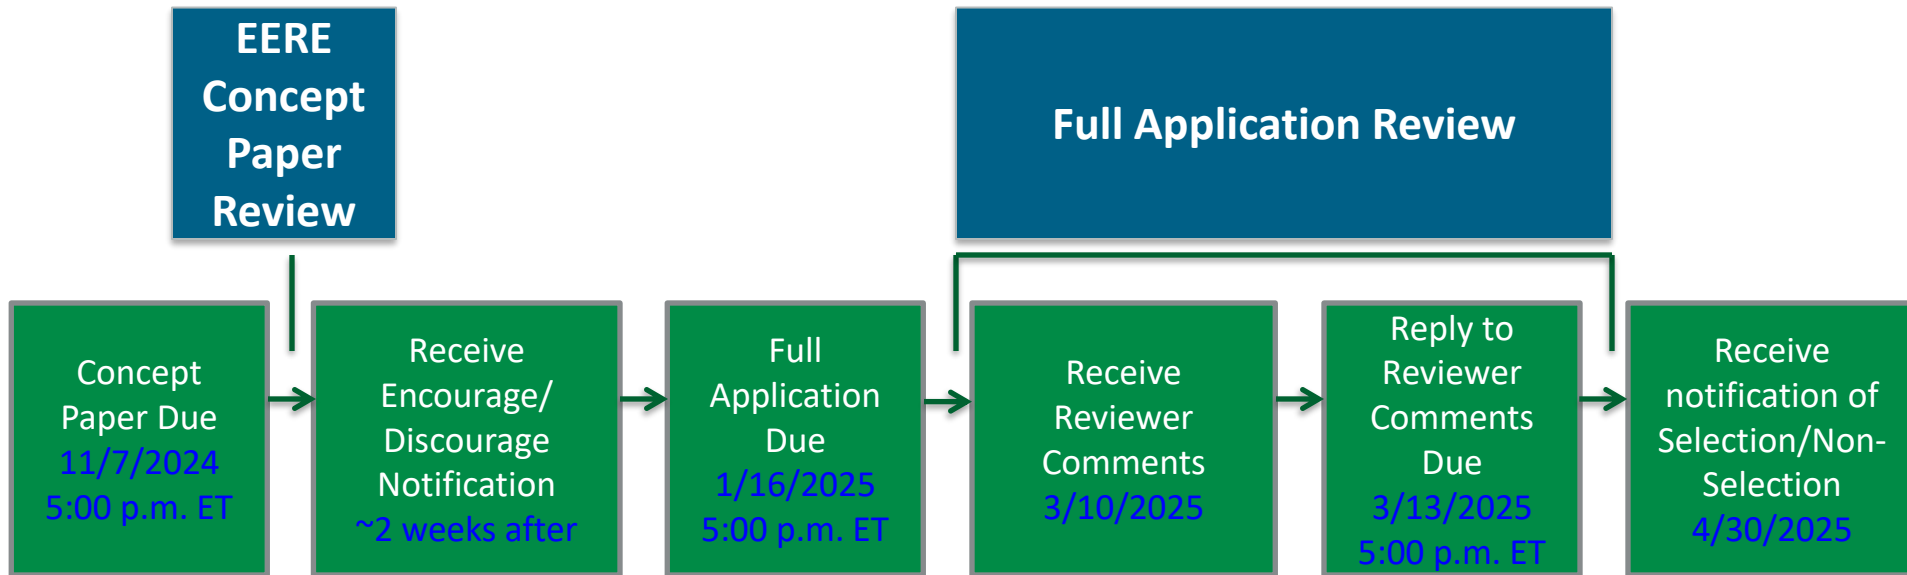 EERE
Concept
Paper
Review
Full Application Review
Concept
Paper Due
11/7/2024
5:00 p.m. ET
Receive
Encourage/
Discourage
Notification
~2 weeks after
Full
Application
Due
1/16/2025
5:00 p.m. ET
Receive
Reviewer
Comments
3/10/2025
Reply to
Reviewer
Comments
Due
3/13/2025
5:00 p.m. ET
Receive
notification of
Selection/Non-
Selection
4/30/2025